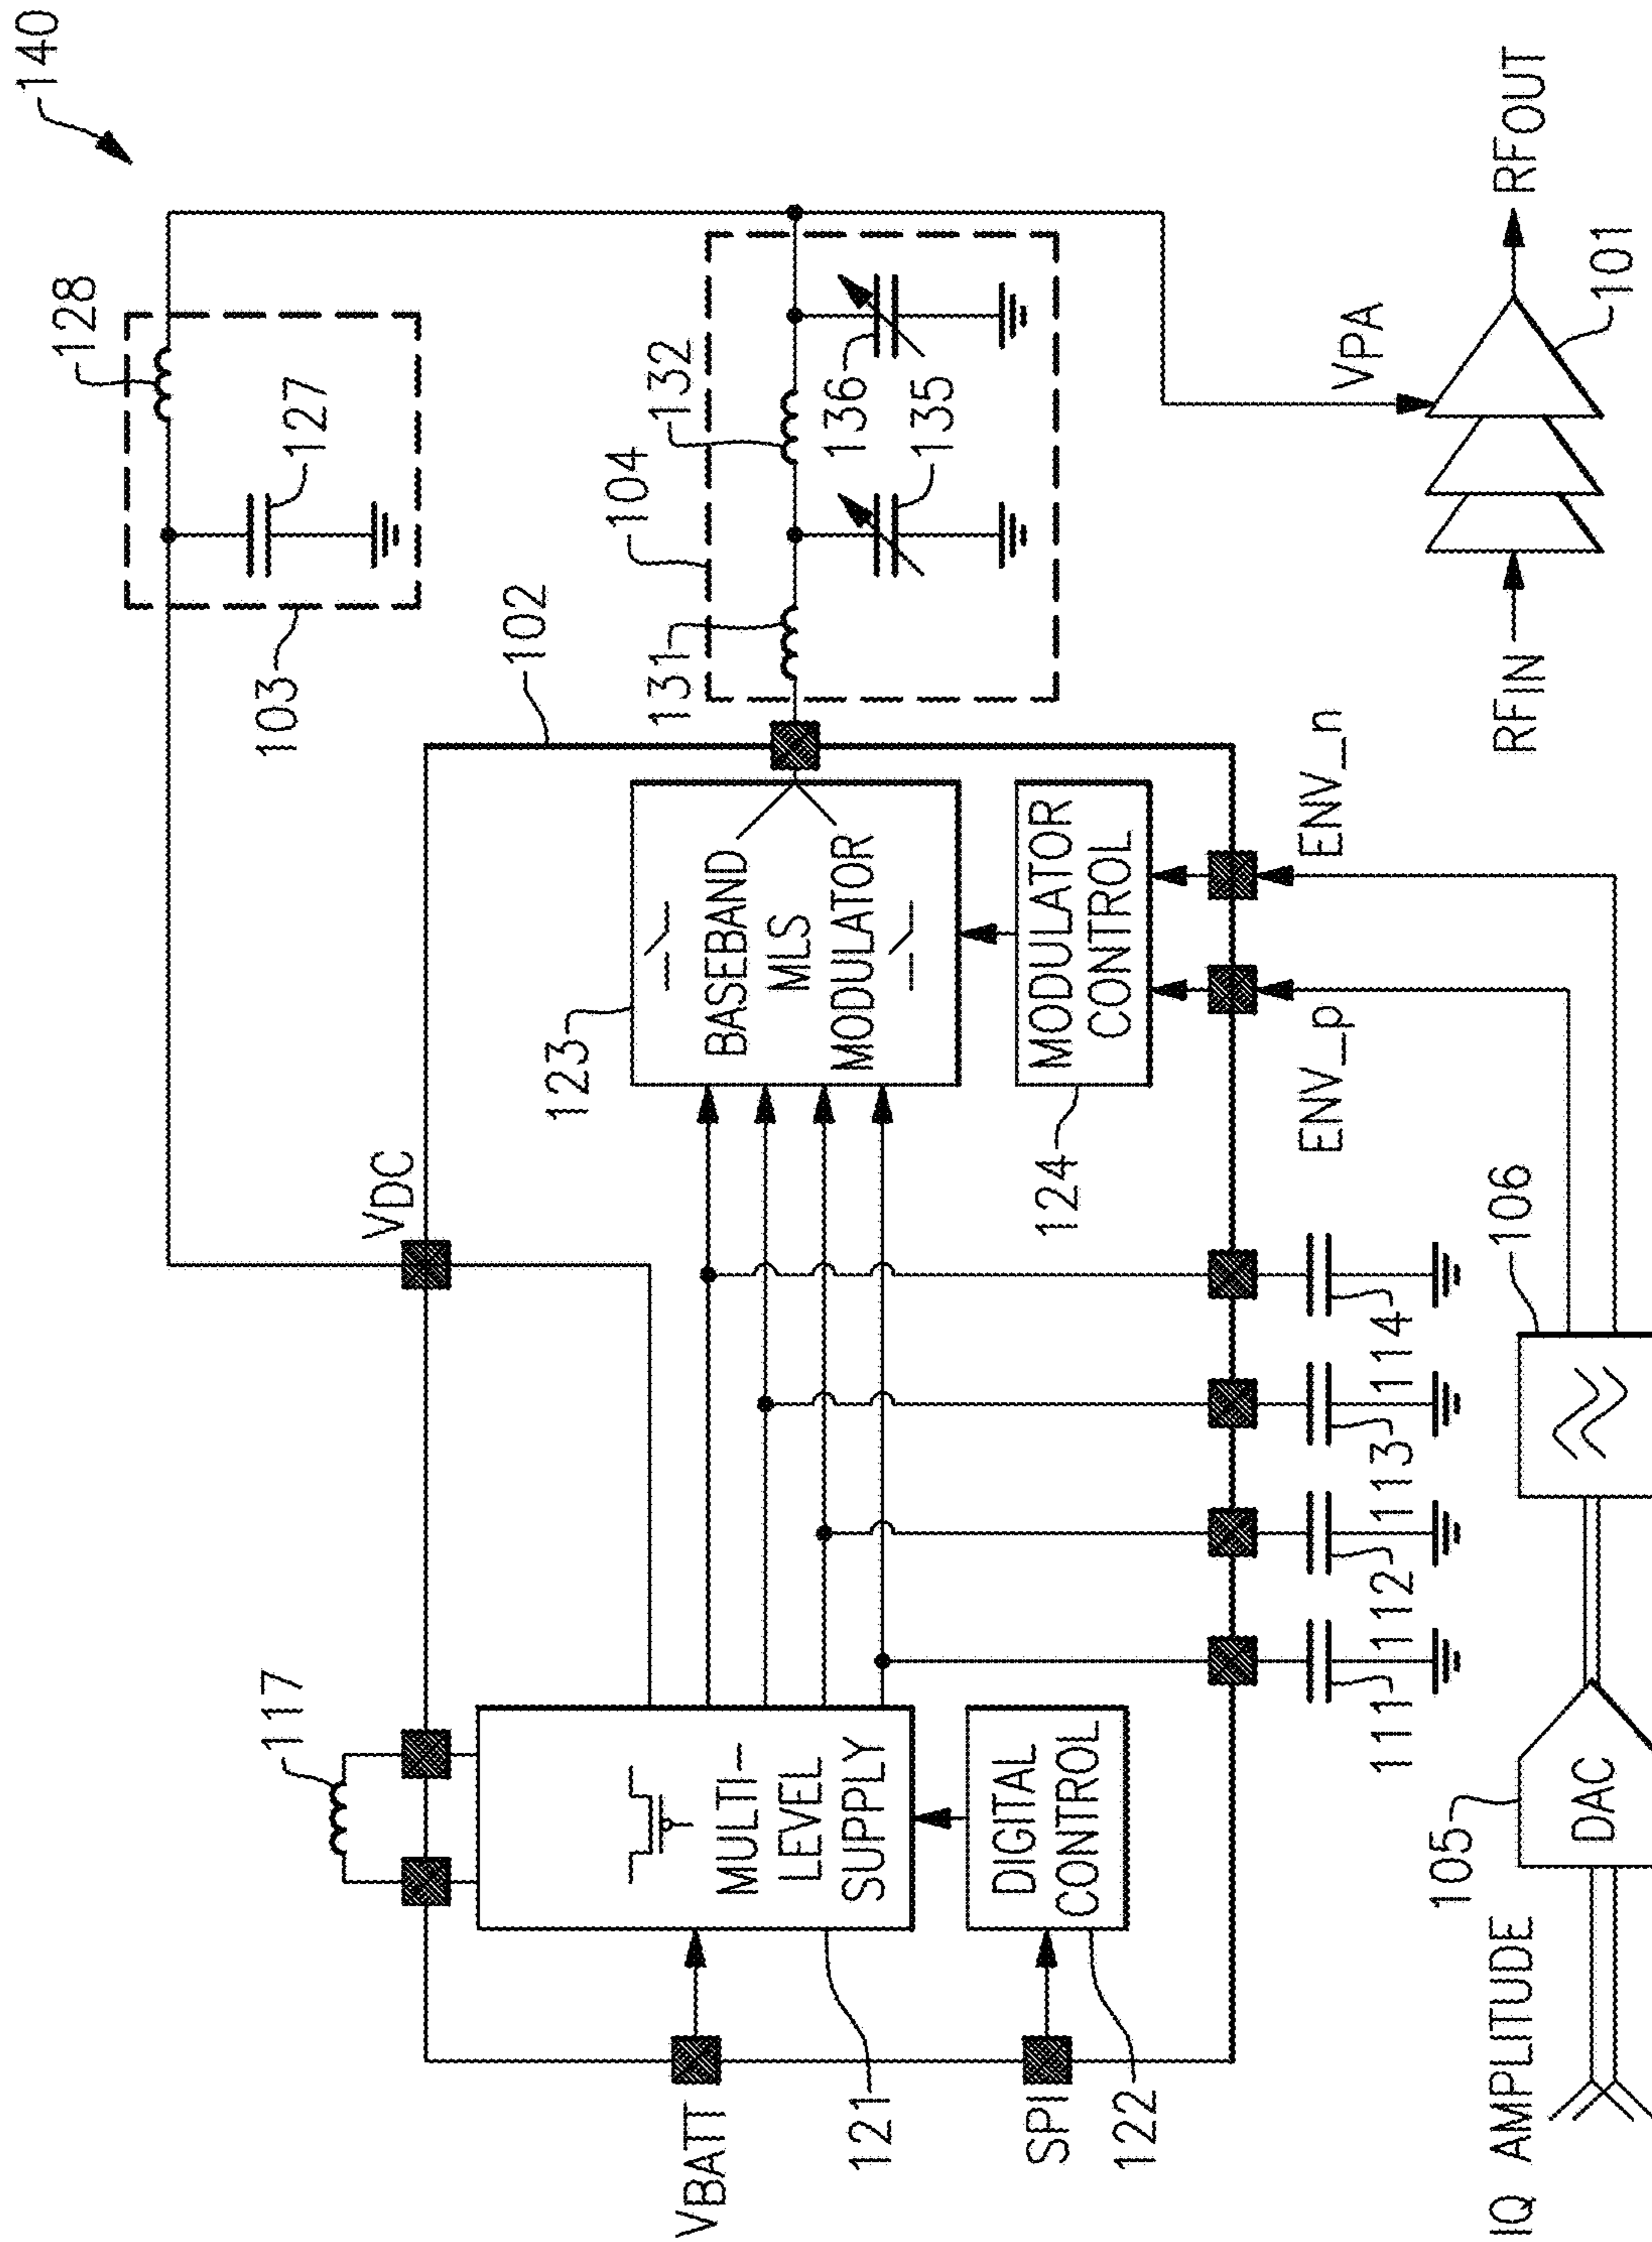 140
128
127
103
VDC
117
102
104
131
132
136
135
123
BASEBAND
MLS
MODULATOR
MODULATOR
CONTROL
124
MULTI-
LEVEL
SUPPLY
DIGITAL
CONTROL
VBATT
121
SPI
122
111
112
113
114
ENV_p
ENV_n
VPA
RFIN
RFOUT
101
IQ AMPLITUDE
105
DAC
106